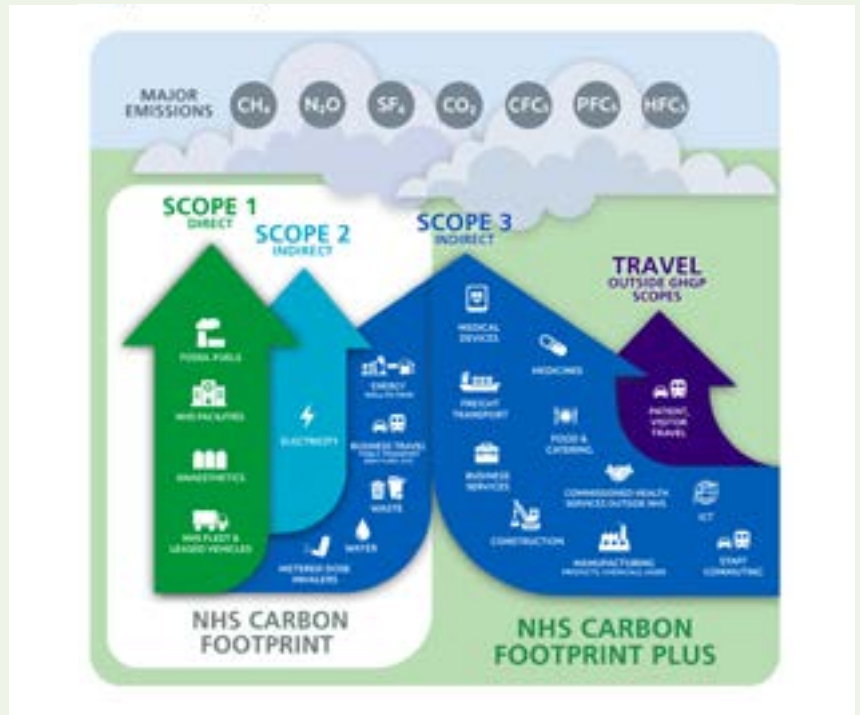 MAJOR
EMISSIONS
CH₄
N₂O
SF₆
CO₂
CFCₛ
PFCₛ
HFCₛ
SCOPE 1
DIRECT
SCOPE 2
INDIRECT
SCOPE 3
INDIRECT
TRAVEL
OUTSIDE GHGP
SCOPES
FOSSIL FUELS
NHS FACILITIES
ANAESTHETICS
NHS FLEET &
LEASED VEHICLES
ELECTRICITY
ENERGY
BUSINESS TRAVEL
WASTE
WATER
METERED DOSE
INHALERS
MEDICAL
DEVICES
FREIGHT
TRANSPORT
BUSINESS
SERVICES
CONSTRUCTION
MEDICINES
FOOD &
CATERING
COMMISSIONED HEALTH
SERVICES OUTSIDE NHS
MANUFACTURING
ICT
STAFF
COMMUTING
PATIENT,
VISITOR
TRAVEL
NHS CARBON
FOOTPRINT
NHS CARBON
FOOTPRINT PLUS